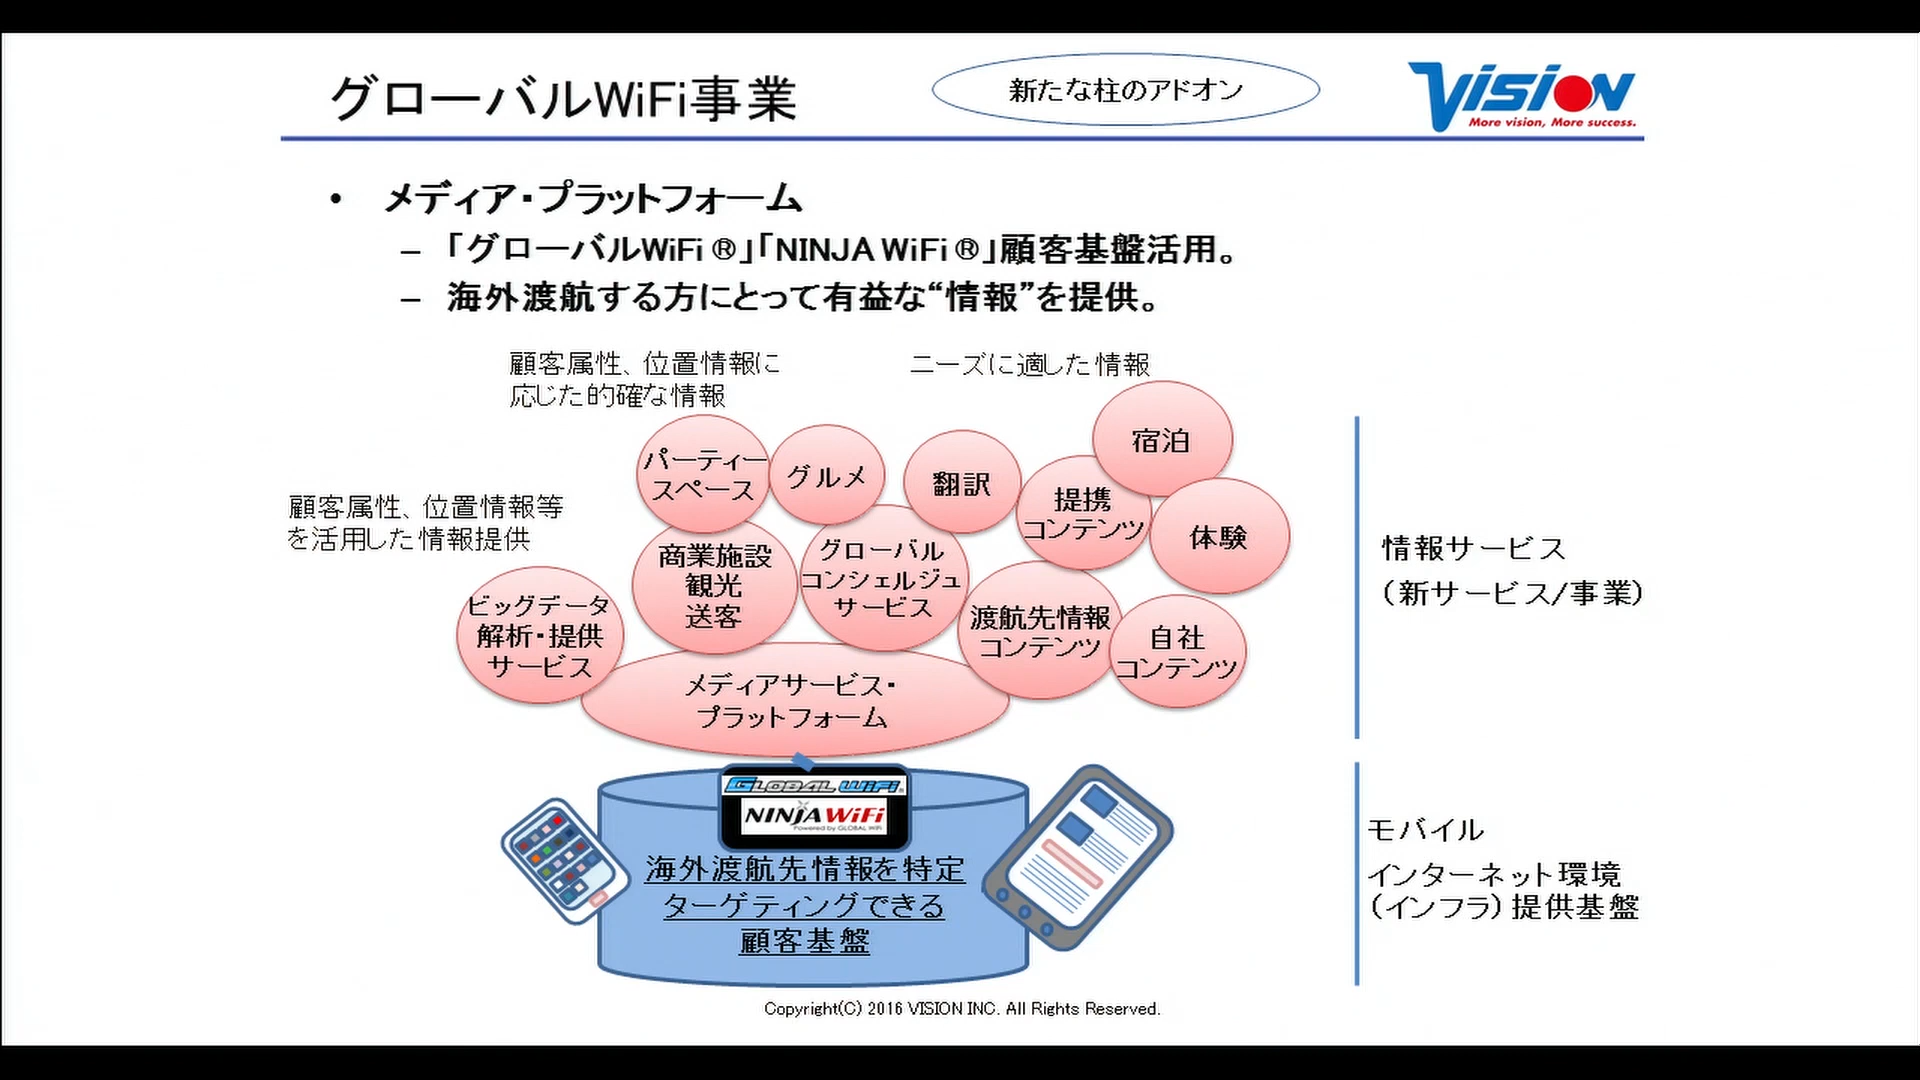 グローバルWiFi事業
新たな柱のアドオン
VISION
More vision, More success.
• メディア・プラットフォーム
– 「グローバルWiFi ®」「NINJA WiFi ®」顧客基盤活用。
– 海外渡航する方にとって有益な“情報”を提供。
顧客属性、位置情報に
応じた的確な情報
ニーズに適した情報
顧客属性、位置情報等
を活用した情報提供
パーティー
スペース
グルメ
翻訳
提携
コンテンツ
宿泊
体験
ビッグデータ
解析・提供
サービス
商業施設
観光
送客
グローバル
コンシェルジュ
サービス
渡航先情報
コンテンツ
自社
コンテンツ
メディアサービス・
プラットフォーム
情報サービス
（新サービス/事業）
GLOBAL WiFi®
NINJA WiFi
Powered by GLOBAL WiFi
海外渡航先情報を特定
ターゲティングできる
顧客基盤
モバイル
インターネット環境
（インフラ）提供基盤
Copyright(C) 2016 VISION INC. All Rights Reserved.